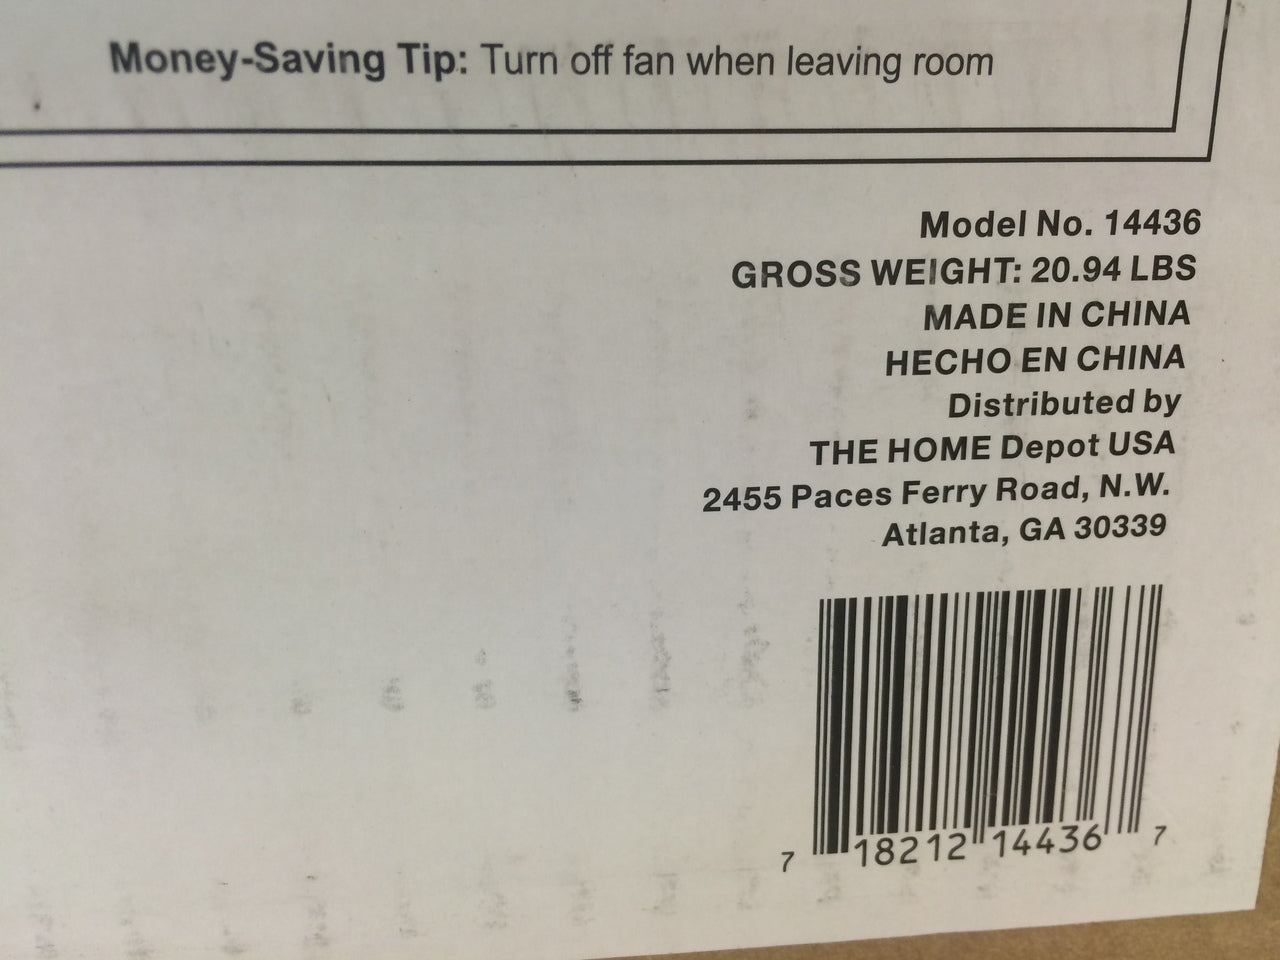 Money-Saving Tip: Turn off fan when leaving room
Model No. 14436
GROSS WEIGHT: 20.94 LBS
MADE IN CHINA
HECHO EN CHINA
Distributed by
THE HOME Depot USA
2455 Paces Ferry Road, N.W.
Atlanta, GA 30339
7 18212 14436 7